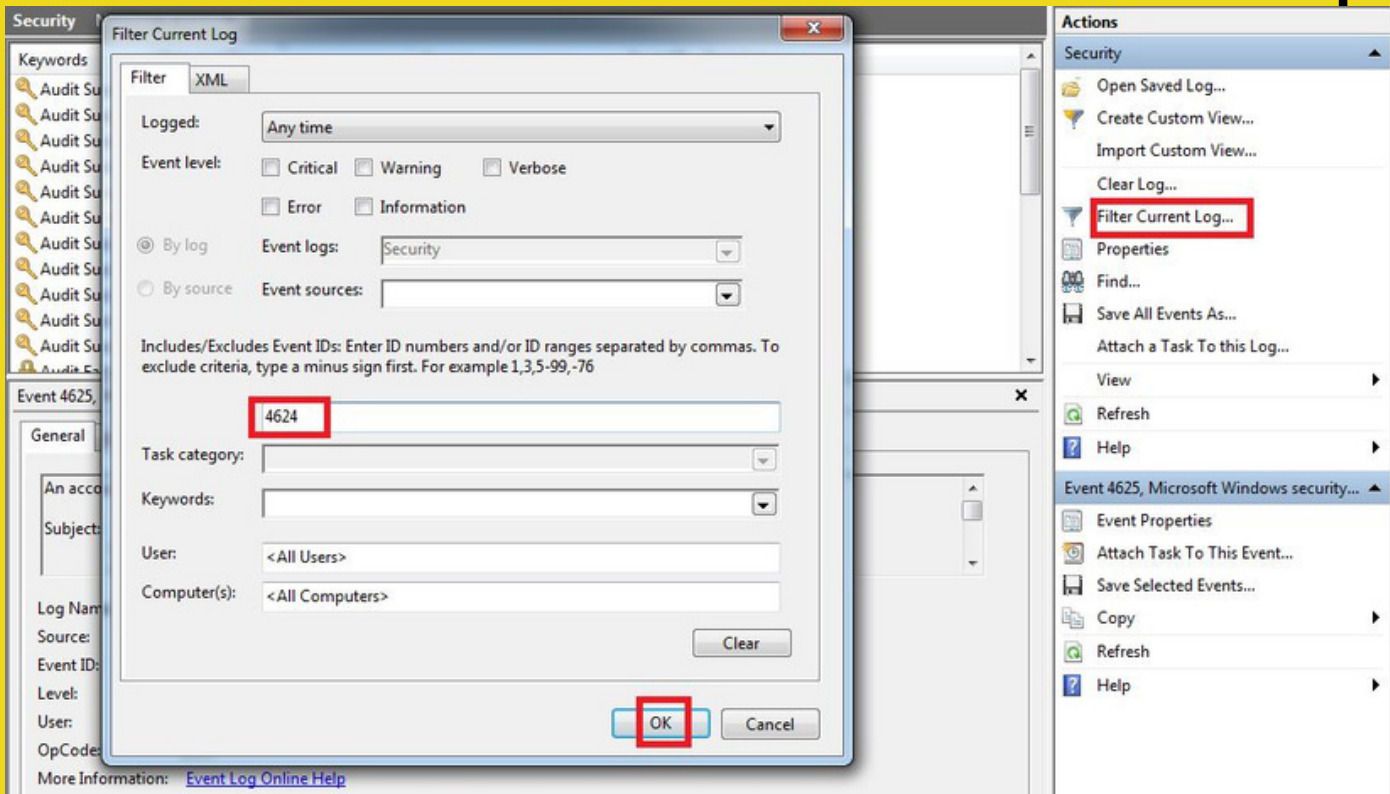 Security
Keywords
Audit Su
Audit Su
Audit Su
Audit Su
Audit Su
Audit Su
Audit Su
Audit Su
Audit Su
Audit Su
Audit Su
Event 4625,
General
An acco
Subject:
Log Nam
Source:
Event ID:
Level:
User:
OpCode:
More Information: Event Log Online Help
Filter Current Log
Filter XML
Logged: Any time
Event level: Critical Warning Verbose
Error Information
By log Event logs: Security
By source Event sources:
Includes/Excludes Event IDs: Enter ID numbers and/or ID ranges separated by commas. To
exclude criteria, type a minus sign first. For example 1,3,5-99,-76
4624
Task category:
Keywords:
User: <All Users>
Computer(s): <All Computers>
Clear
OK Cancel
Actions
Security
Open Saved Log...
Create Custom View...
Import Custom View...
Clear Log...
Filter Current Log...
Properties
Find...
Save All Events As...
Attach a Task To this Log...
View
Refresh
Help
Event 4625, Microsoft Windows security...
Event Properties
Attach Task To This Event...
Save Selected Events...
Copy
Refresh
Help